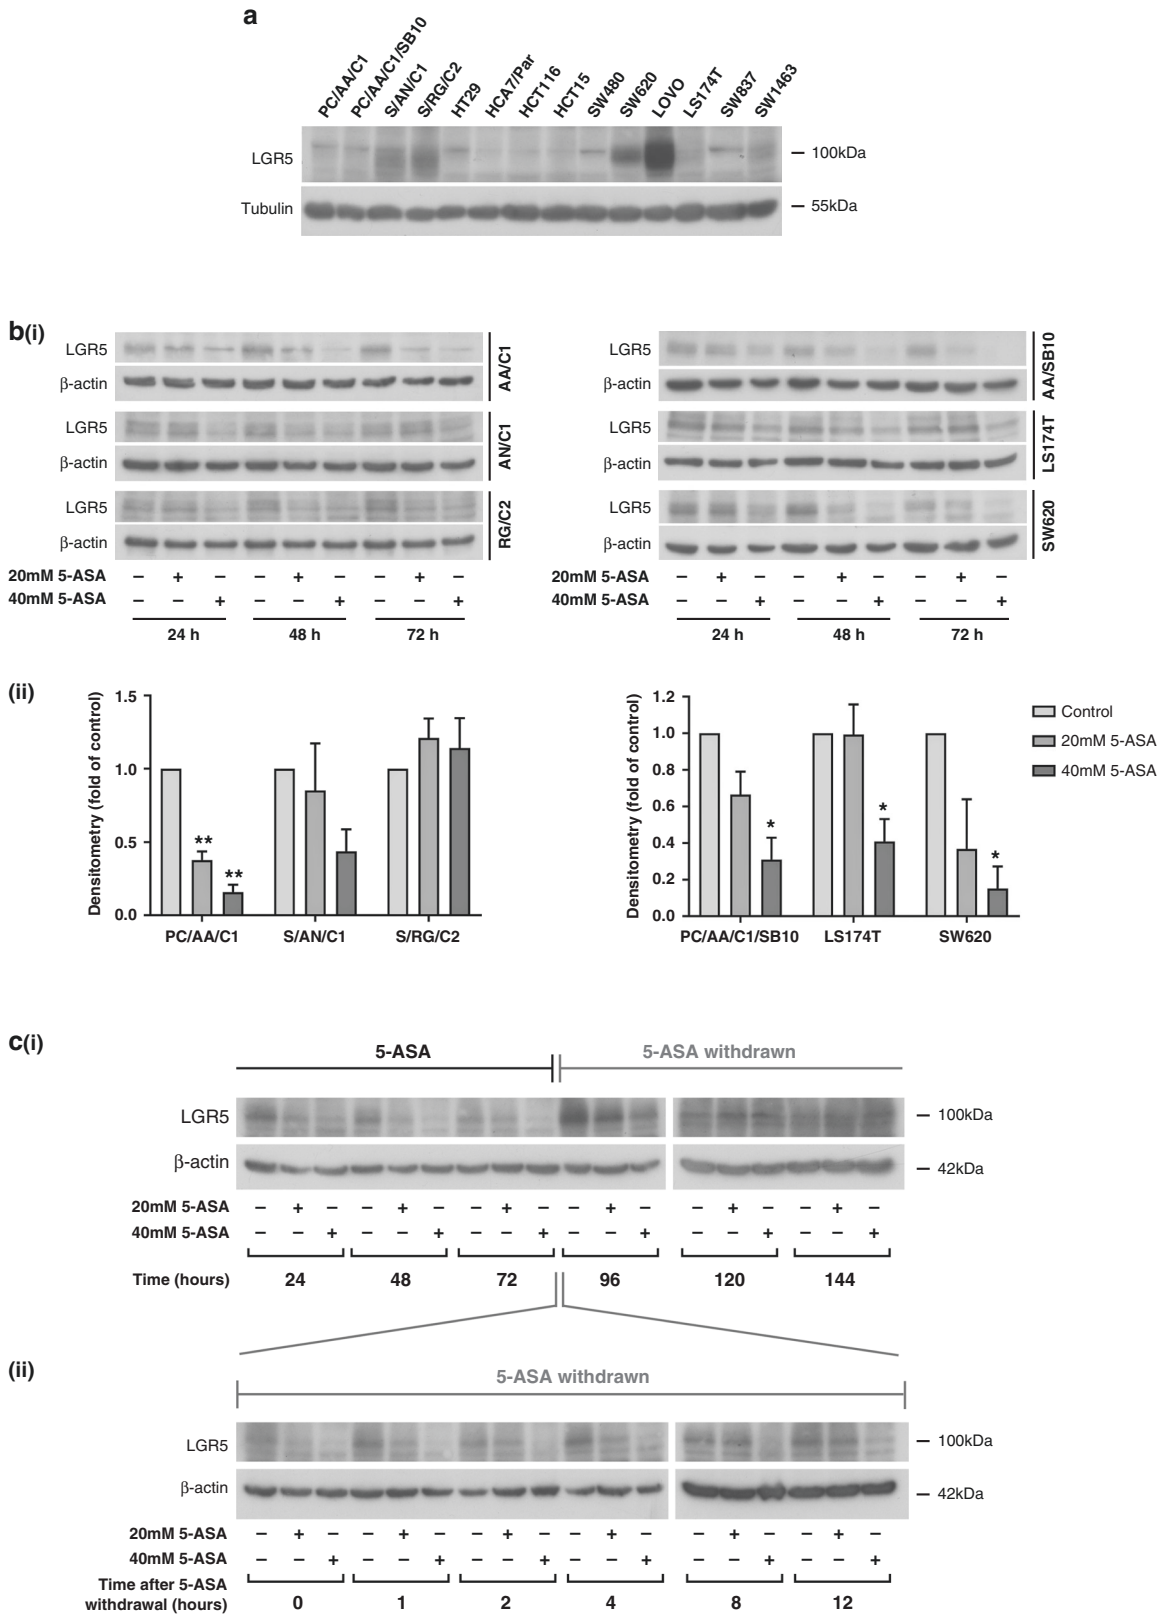 a
PC/AA/C1 PC/AA/C1/SB10 S/AN/C1 S/RG/C2 HT29 HCA7/Par HCT116 HCT15 SW480 SW620 LOVO LS174T SW837 SW1463
LGR5 – 100kDa
Tubulin – 55kDa
b(i)
LGR5
β-actin
AA/C1
LGR5
β-actin
AN/C1
LGR5
β-actin
RG/C2
20mM 5-ASA – + – – + – – + –
40mM 5-ASA – – + – – + – – +
24 h 48 h 72 h
LGR5
β-actin
AA/SB10
LGR5
β-actin
LS174T
LGR5
β-actin
SW620
20mM 5-ASA – + – – + – – + –
40mM 5-ASA – – + – – + – – +
24 h 48 h 72 h
(ii)
Densitometry (fold of control)
1.5
1.0
0.5
0.0
** **
PC/AA/C1 S/AN/C1 S/RG/C2
Densitometry (fold of control)
1.2
1.0
0.8
0.6
0.4
0.2
0.0
* * *
PC/AA/C1/SB10 LS174T SW620
Control
20mM 5-ASA
40mM 5-ASA
c(i)
5-ASA 5-ASA withdrawn
LGR5 – 100kDa
β-actin – 42kDa
20mM 5-ASA – + – – + – – + – – + – – + – – + –
40mM 5-ASA – – + – – + – – + – – + – – + – – +
Time (hours) 24 48 72 96 120 144
(ii)
5-ASA withdrawn
LGR5 – 100kDa
β-actin – 42kDa
20mM 5-ASA – + – – + – – + – – + – – + – – + –
40mM 5-ASA – – + – – + – – + – – + – – + – – +
Time after 5-ASA
withdrawal (hours) 0 1 2 4 8 12